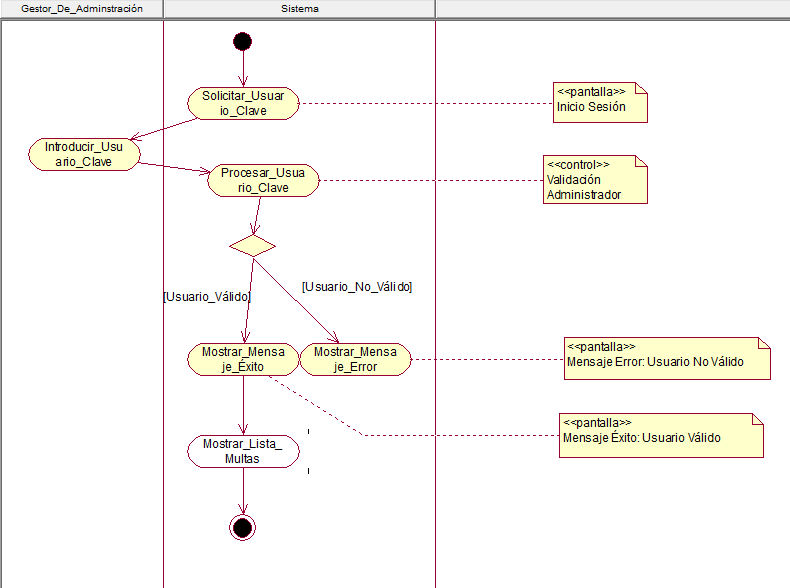 Gestor_De_Adminstración
Sistema
Solicitar_Usuar
io_Clave
<<pantalla>>
Inicio Sesión
Introducir_Usu
ario_Clave
Procesar_Usua
rio_Clave
<<control>>
Validación
Administrador
[Usuario_Válido]
[Usuario_No_Válido]
Mostrar_Mensa
je_Éxito
Mostrar_Mensa
je_Error
<<pantalla>>
Mensaje Error: Usuario No Válido
<<pantalla>>
Mensaje Éxito: Usuario Válido
Mostrar_Lista_
Multas